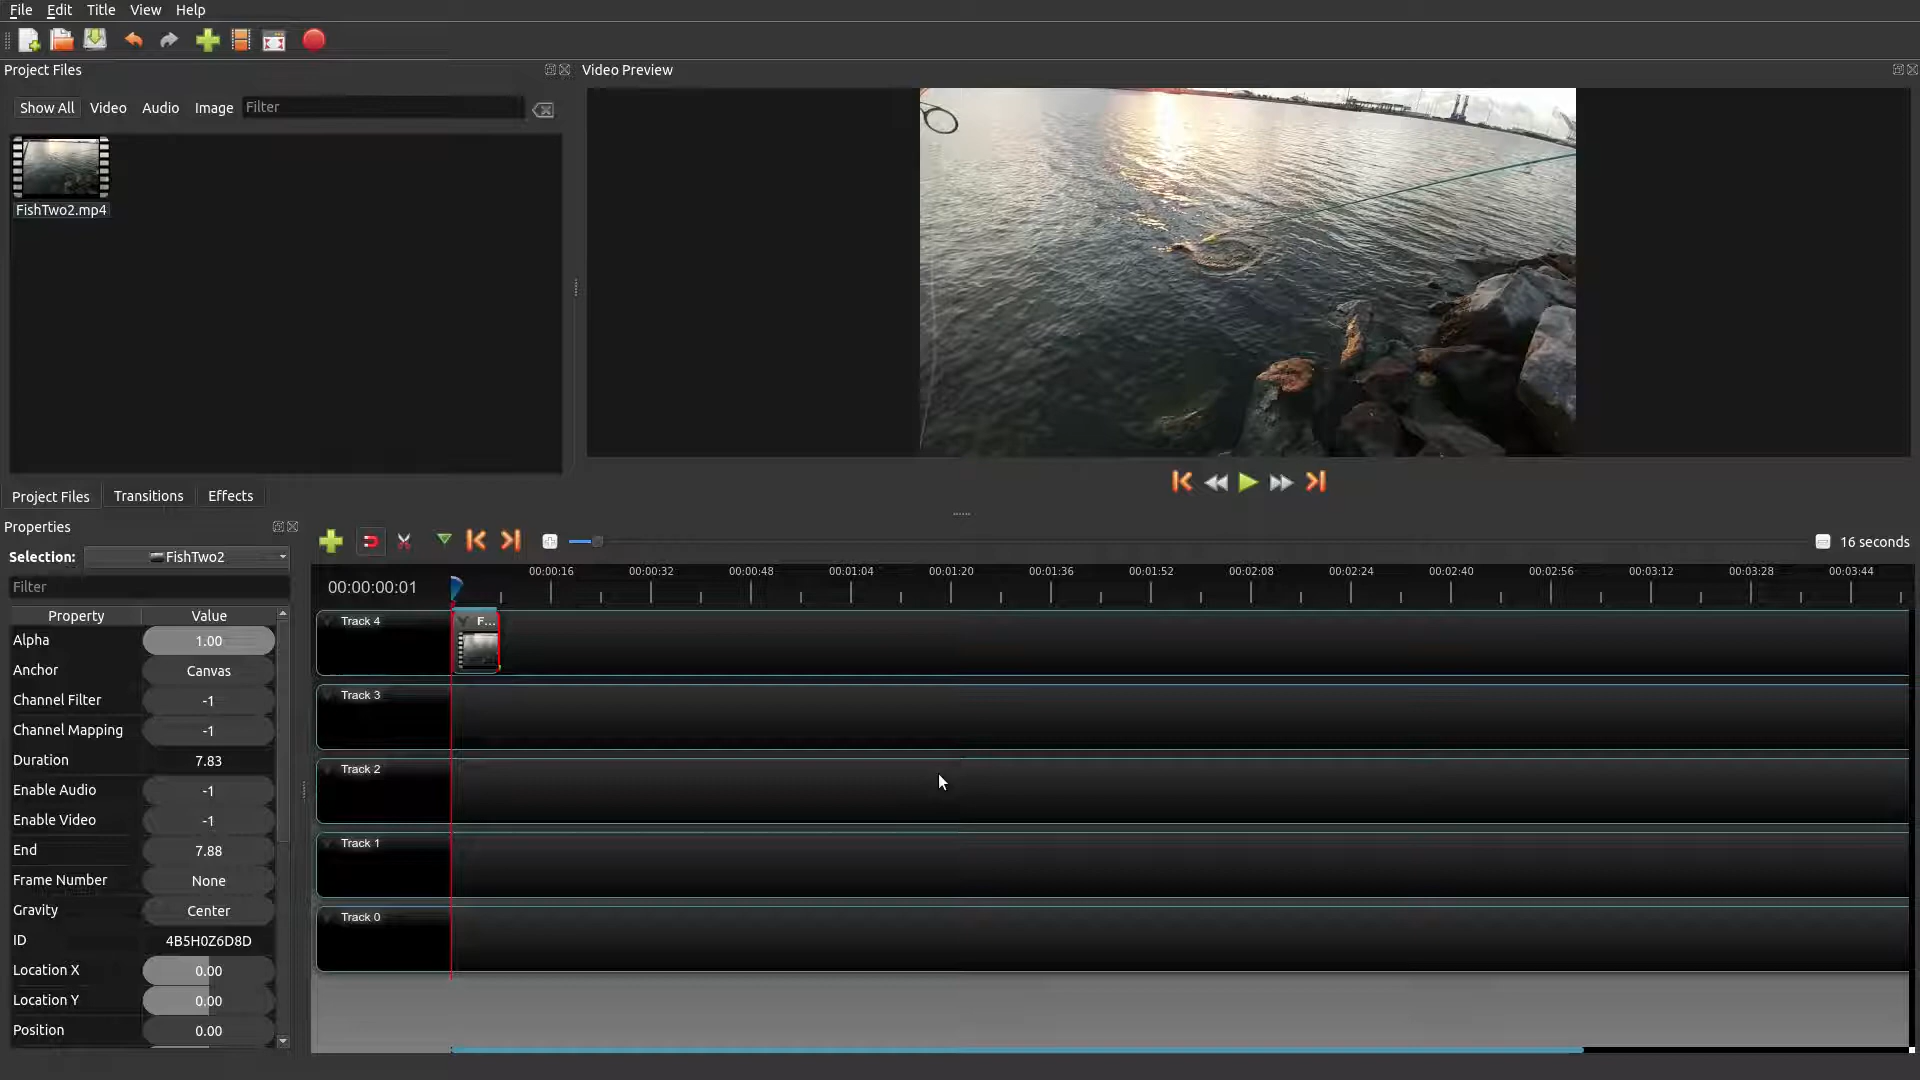 File Edit Title View Help
Project Files
Video Preview
Show All Video Audio Image Filter
FishTwo2.mp4
Project Files Transitions Effects
Properties
Selection: FishTwo2
Filter
Property Value
Alpha 1.00
Anchor Canvas
Channel Filter -1
Channel Mapping -1
Duration 7.83
Enable Audio -1
Enable Video -1
End 7.88
Frame Number None
Gravity Center
ID 4B5H0Z6D8D
Location X 0.00
Location Y 0.00
Position 0.00
16 seconds
00:00:00:01
00:00:16 00:00:32 00:00:48 00:01:04 00:01:20 00:01:36 00:01:52 00:02:08 00:02:24 00:02:40 00:02:56 00:03:12 00:03:28 00:03:44
Track 4
F...
Track 3
Track 2
Track 1
Track 0